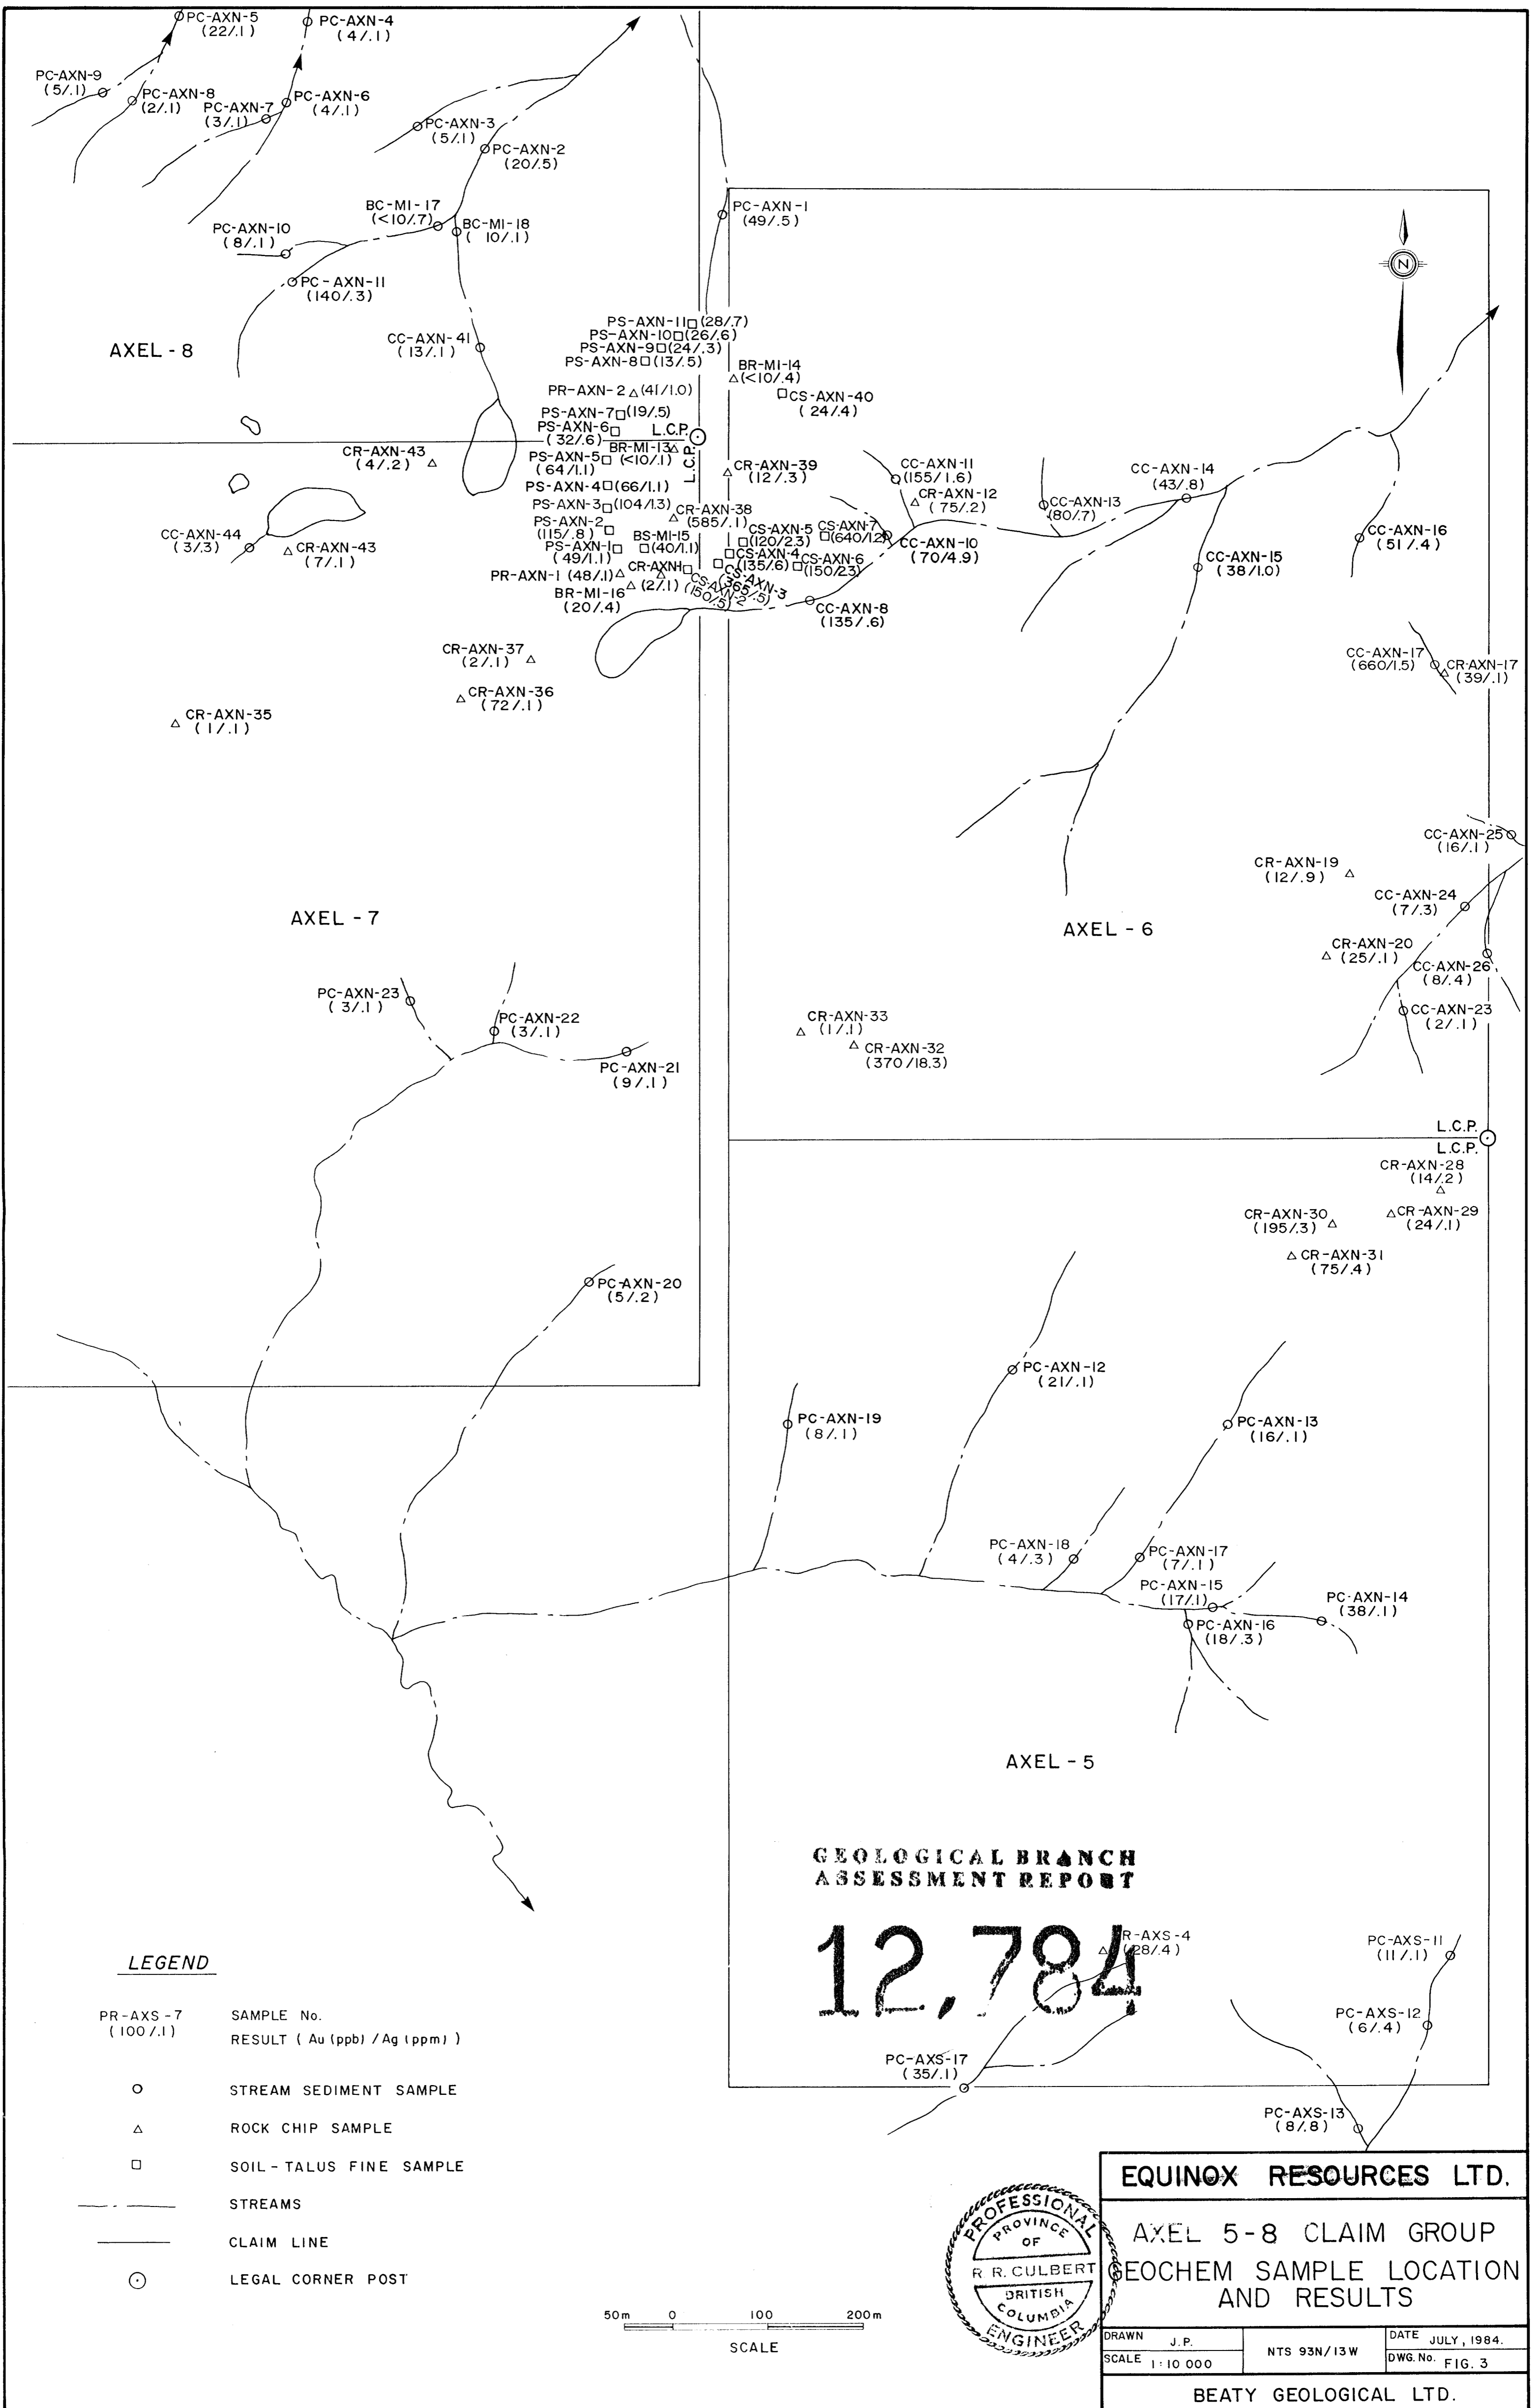 PC-AXN-5
(22/.1)
PC-AXN-4
(4/.1)
PC-AXN-9
(5/.1)
PC-AXN-8
(2/.1)
PC-AXN-7
(3/.1)
PC-AXN-6
(4/.1)
PC-AXN-3
(5/.1)
PC-AXN-2
(20/.5)
BC-MI-17
(<10/.7)
BC-MI-18
( 10/.1)
PC-AXN-1
(49/.5)
PC-AXN-10
(8/.1)
PC-AXN-11
(140/.3)
N
AXEL-8
CC-AXN-41
(13/.1)
PS-AXN-11 (28/.7)
PS-AXN-10 (26/.6)
PS-AXN-9 (24/.3)
PS-AXN-8 (13/.5)
BR-MI-14
(<10/.4)
PR-AXN-2 (41/1.0)
CS-AXN-40
(24/.4)
PS-AXN-7 (19/.5)
PS-AXN-6
(32/.6)
L.C.P.
L.C.P.
BR-MI-13
(<10/.1)
CR-AXN-43
(4/.2)
PS-AXN-5
(64/1.1)
CR-AXN-39
(12/.3)
CC-AXN-11
(155/1.6)
CC-AXN-14
(43/.8)
PS-AXN-4 (66/1.1)
CR-AXN-12
(75/.2)
PS-AXN-3 (104/1.3)
CR-AXN-38
(585/.1)
CC-AXN-13
(80/.7)
PS-AXN-2
(115/.8)
CS-AXN-5
(120/2.3)
CS-AXN-7
(640/1.2)
CC-AXN-44
(3/.3)
CR-AXN-43
(7/.1)
PS-AXN-1
(49/1.1)
BS-MI-15
(40/1.1)
CS-AXN-4
(135/.6)
CS-AXN-6
(150/2.3)
CC-AXN-10
(70/4.9)
CC-AXN-16
(51/.4)
CC-AXN-15
(38/1.0)
PR-AXN-1 (48/.1)
CR-AXN-1
(2/.1)
CS-AXN-2
(150/.5)
CS-AXN-3
(365/.5)
BR-MI-16
(20/.4)
CC-AXN-8
(135/.6)
CR-AXN-37
(2/.1)
CC-AXN-17
(660/1.5)
CR-AXN-17
(39/.1)
CR-AXN-36
(72/.1)
CR-AXN-35
(1/.1)
CC-AXN-25
(16/.1)
CR-AXN-19
(12/.9)
CC-AXN-24
(7/.3)
AXEL-7
AXEL-6
CR-AXN-20
(25/.1)
CC-AXN-26
(8/.4)
PC-AXN-23
(3/.1)
PC-AXN-22
(3/.1)
CR-AXN-33
(1/.1)
CC-AXN-23
(2/.1)
CR-AXN-32
(370/18.3)
PC-AXN-21
(9/.1)
L.C.P.
L.C.P.
CR-AXN-28
(14/.2)
CR-AXN-30
(195/.3)
CR-AXN-29
(24/.1)
CR-AXN-31
(75/.4)
PC-AXN-20
(5/.2)
PC-AXN-12
(21/.1)
PC-AXN-19
(8/.1)
PC-AXN-13
(16/.1)
PC-AXN-18
(4/.3)
PC-AXN-17
(7/.1)
PC-AXN-15
(17/.1)
PC-AXN-14
(38/.1)
PC-AXN-16
(18/.3)
AXEL-5
GEOLOGICAL BRANCH
ASSESSMENT REPORT
12,784
R-AXS-4
(28/.4)
PC-AXS-11
(11/.1)
PC-AXS-12
(6/.4)
PC-AXS-17
(35/.1)
PC-AXS-13
(8/.8)
LEGEND
PR-AXS-7 SAMPLE No.
(100/.1) RESULT ( Au (ppb) / Ag (ppm) )
STREAM SEDIMENT SAMPLE
ROCK CHIP SAMPLE
SOIL-TALUS FINE SAMPLE
STREAMS
CLAIM LINE
LEGAL CORNER POST
50m 0 100 200m
SCALE
PROFESSIONAL
PROVINCE
OF
R. R. CULBERT
BRITISH
COLUMBIA
ENGINEER
EQUINOX RESOURCES LTD.
AXEL 5-8 CLAIM GROUP
GEOCHEM SAMPLE LOCATION
AND RESULTS
DRAWN J.P.
SCALE 1:10 000
NTS 93N/13W
DATE JULY, 1984.
DWG. No. FIG. 3
BEATY GEOLOGICAL LTD.